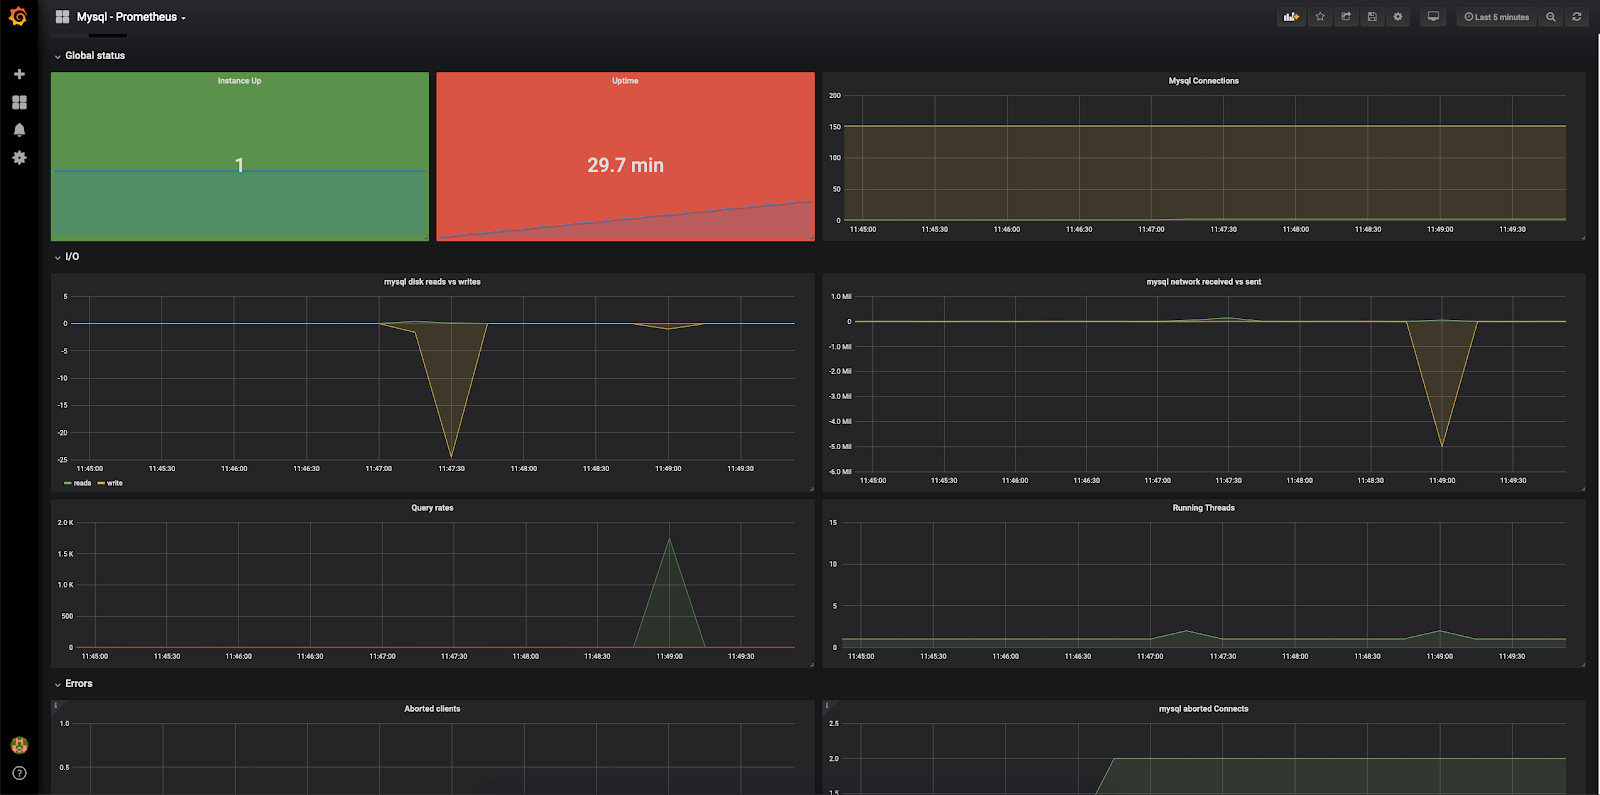 Mysql - Prometheus
Last 5 minutes
Global status
Instance Up
1
Uptime
29.7 min
Mysql Connections
200
150
100
50
0
11:45:00 11:45:30 11:46:00 11:46:30 11:47:00 11:47:30 11:48:00 11:48:30 11:49:00 11:49:30
I/O
mysql disk reads vs writes
5
0
-5
-10
-15
-20
-25
11:45:00 11:45:30 11:46:00 11:46:30 11:47:00 11:47:30 11:48:00 11:48:30 11:49:00 11:49:30
reads write
mysql network received vs sent
1.0 Mil
0
-1.0 Mil
-2.0 Mil
-3.0 Mil
-4.0 Mil
-5.0 Mil
-6.0 Mil
11:45:00 11:45:30 11:46:00 11:46:30 11:47:00 11:47:30 11:48:00 11:48:30 11:49:00 11:49:30
Query rates
2.0 K
1.5 K
1.0 K
500
0
11:45:00 11:45:30 11:46:00 11:46:30 11:47:00 11:47:30 11:48:00 11:48:30 11:49:00 11:49:30
Running Threads
15
10
5
0
11:45:00 11:45:30 11:46:00 11:46:30 11:47:00 11:47:30 11:48:00 11:48:30 11:49:00 11:49:30
Errors
i
Aborted clients
1.0
0.5
i
mysql aborted Connects
2.5
2.0
1.5